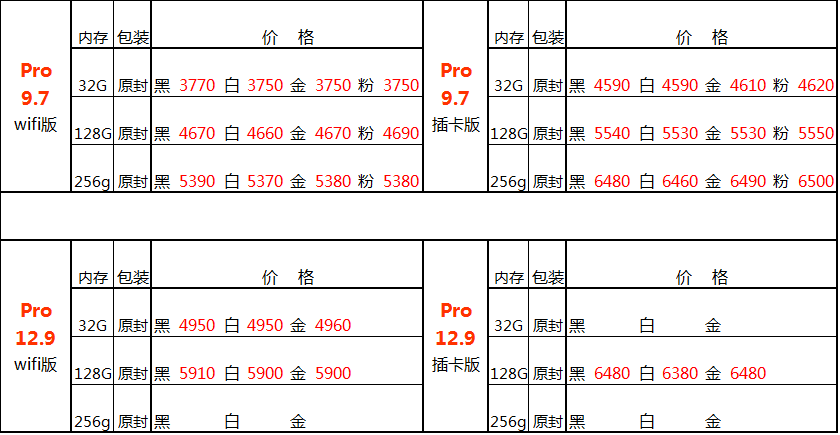 内存 包装 价 格 内存 包装 价 格
Pro
9.7
wifi版
32G 原封 黑 3770 白 3750 金 3750 粉 3750
128G 原封 黑 4670 白 4660 金 4670 粉 4690
256g 原封 黑 5390 白 5370 金 5380 粉 5380
Pro
9.7
插卡版
32G 原封 黑 4590 白 4590 金 4610 粉 4620
128G 原封 黑 5540 白 5530 金 5530 粉 5550
256g 原封 黑 6480 白 6460 金 6490 粉 6500
内存 包装 价 格 内存 包装 价 格
Pro
12.9
wifi版
32G 原封 黑 4950 白 4950 金 4960
128G 原封 黑 5910 白 5900 金 5900
256g 原封 黑 白 金
Pro
12.9
插卡版
32G 原封 黑 白 金
128G 原封 黑 6480 白 6380 金 6480
256g 原封 黑 白 金